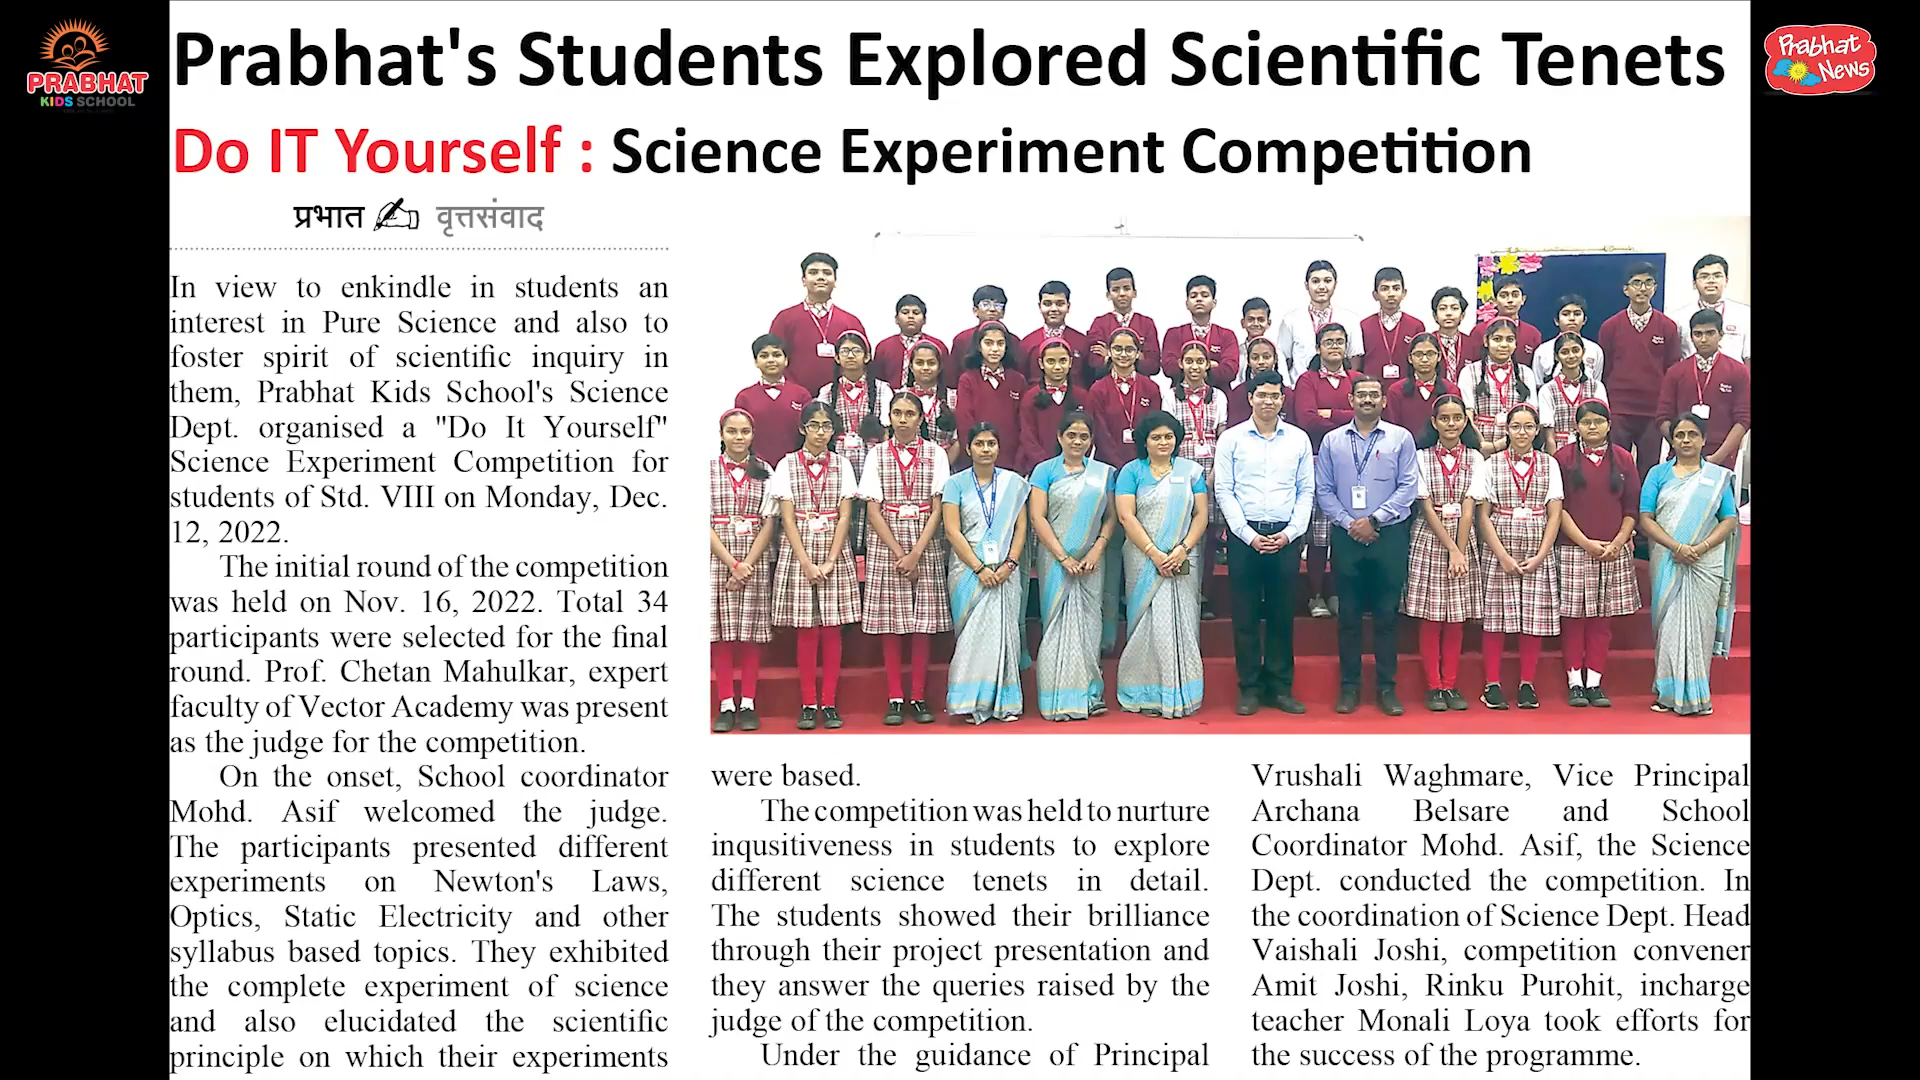 PRABHAT
KIDS SCHOOL
Prabhat
News
Prabhat's Students Explored Scientific Tenets
Do IT Yourself : Science Experiment Competition
प्रभात वृत्तसंवाद
In view to enkindle in students an
interest in Pure Science and also to
foster spirit of scientific inquiry in
them, Prabhat Kids School's Science
Dept. organised a "Do It Yourself"
Science Experiment Competition for
students of Std. VIII on Monday, Dec.
12, 2022.
The initial round of the competition
was held on Nov. 16, 2022. Total 34
participants were selected for the final
round. Prof. Chetan Mahulkar, expert
faculty of Vector Academy was present
as the judge for the competition.
On the onset, School coordinator
Mohd. Asif welcomed the judge.
The participants presented different
experiments on Newton's Laws,
Optics, Static Electricity and other
syllabus based topics. They exhibited
the complete experiment of science
and also elucidated the scientific
principle on which their experiments
were based.
The competition was held to nurture
inqusitiveness in students to explore
different science tenets in detail.
The students showed their brilliance
through their project presentation and
they answer the queries raised by the
judge of the competition.
Under the guidance of Principal
Vrushali Waghmare, Vice Principal
Archana Belsare and School
Coordinator Mohd. Asif, the Science
Dept. conducted the competition. In
the coordination of Science Dept. Head
Vaishali Joshi, competition convener
Amit Joshi, Rinku Purohit, incharge
teacher Monali Loya took efforts for
the success of the programme.